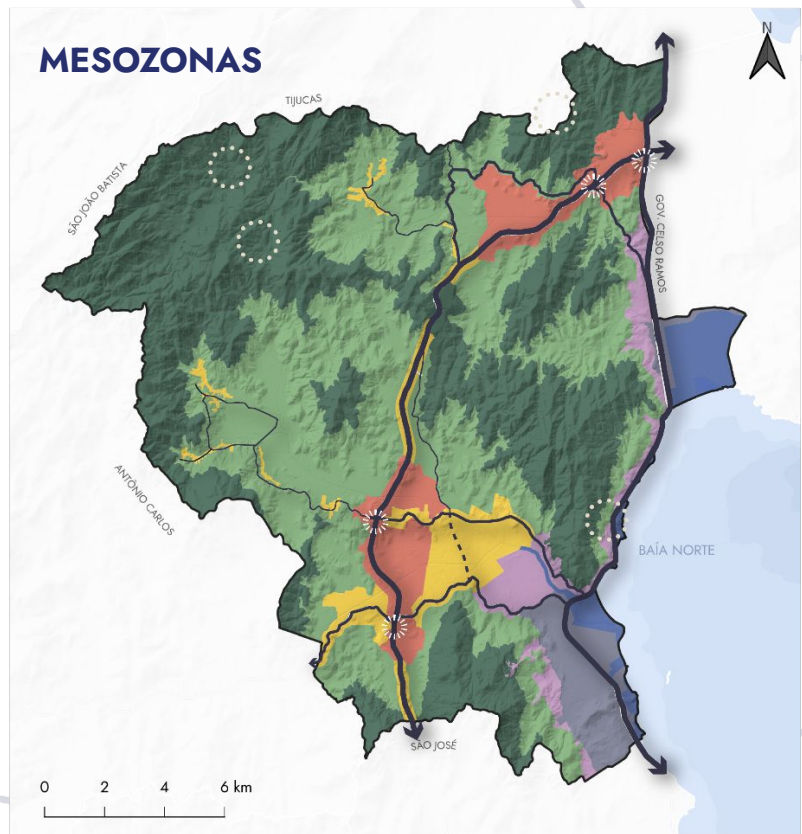 MESOZONAS
N
TIJUCAS
SÃO JOÃO BATISTA
GOV. CELSO RAMOS
ANTÔNIO CARLOS
BAÍA NORTE
SÃO JOSÉ
0 2 4 6 km